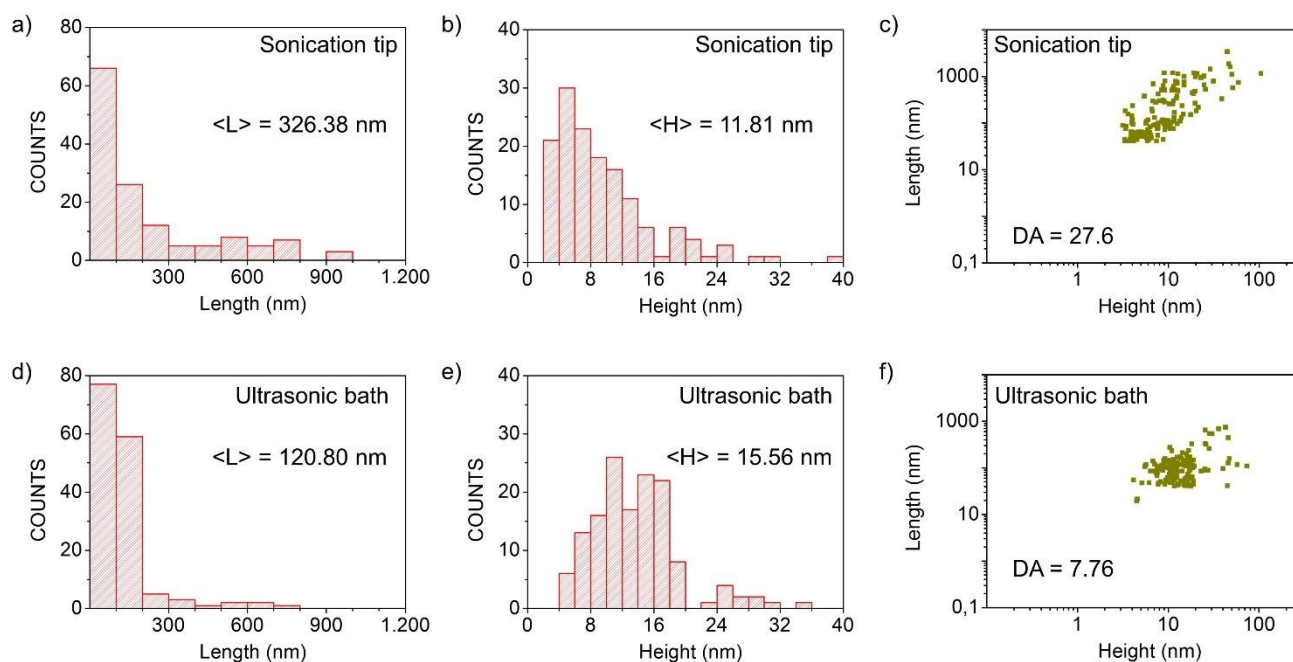 a)
80
60
40
20
0
COUNTS
Sonication tip
<L> = 326.38 nm
300 600 900 1.200
Length (nm)
b)
40
30
20
10
0
COUNTS
Sonication tip
<H> = 11.81 nm
0 8 16 24 32 40
Height (nm)
c)
Sonication tip
1000
10
0,1
Length (nm)
DA = 27.6
1 10 100
Height (nm)
d)
80
60
40
20
0
COUNTS
Ultrasonic bath
<L> = 120.80 nm
300 600 900 1.200
Length (nm)
e)
40
30
20
10
0
COUNTS
Ultrasonic bath
<H> = 15.56 nm
0 8 16 24 32 40
Height (nm)
f)
Ultrasonic bath
1000
10
0,1
Length (nm)
DA = 7.76
1 10 100
Height (nm)